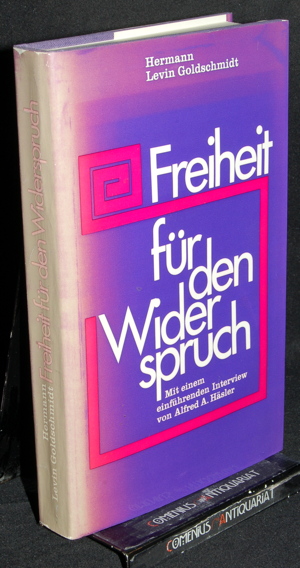 Hermann
Levin Goldschmidt
Freiheit
für
den
Wider
spruch
Mit einem
einführenden Interview
von Alfred A. Häsler
Hermann
Levin Goldschmidt
Freiheit für den Widerspruch
COMENIUS ANTIQUARIAT
COMENIUS ANTIQUARIAT